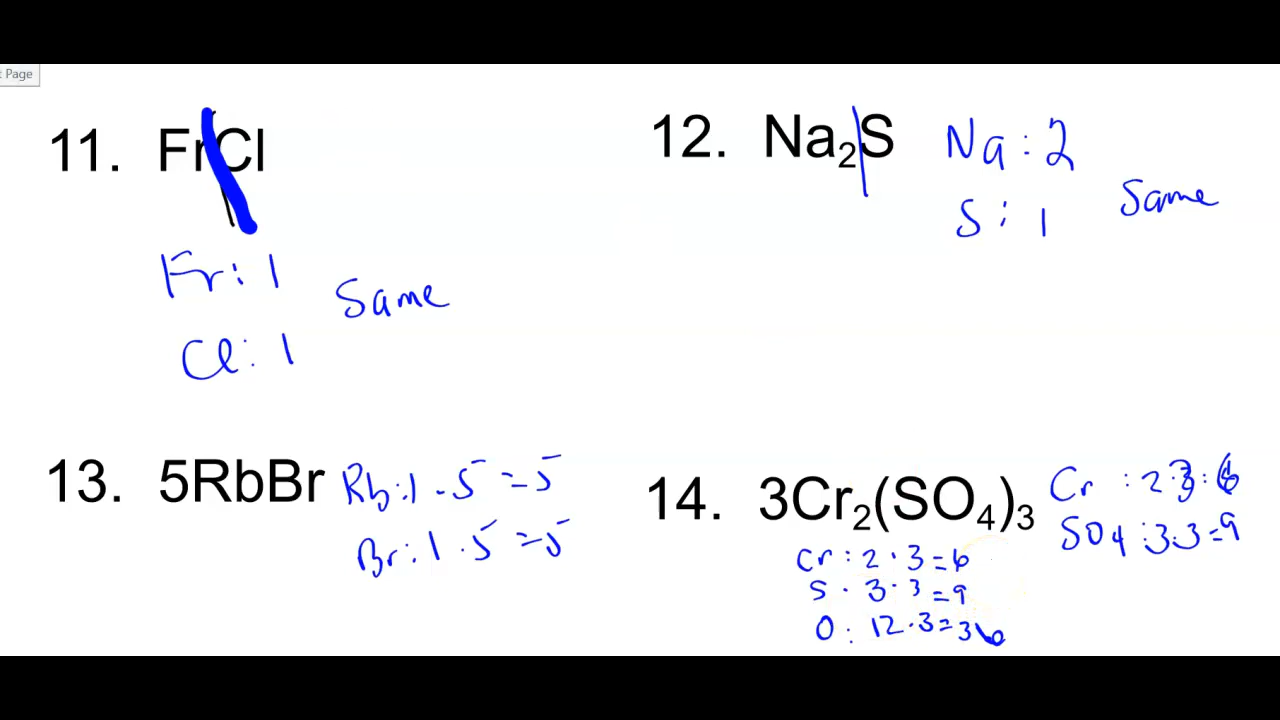 t Page
11. FrCl
Fr: 1
Cl: 1
Same
12. Na₂S
Na: 2
S: 1
Same
13. 5RbBr
Rb: 1 · 5 = 5
Br: 1 · 5 = 5
14. 3Cr₂(SO₄)₃
Cr : 2 · 3 = 6
S · 3 · 3 = 9
O : 12 · 3 = 36
Cr : 2 · 3 : 6
SO4 : 3 · 3 = 9